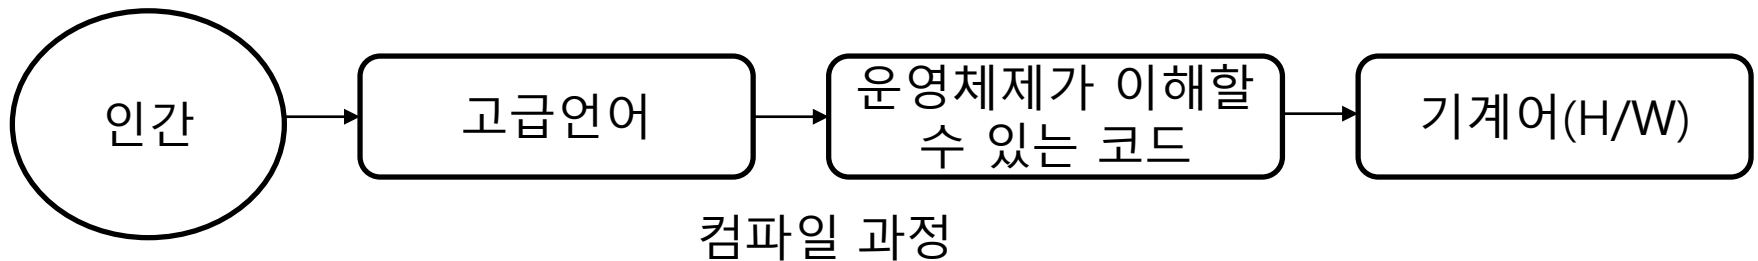 인간
고급언어
운영체제가 이해할
수 있는 코드
기계어(H/W)
컴파일 과정